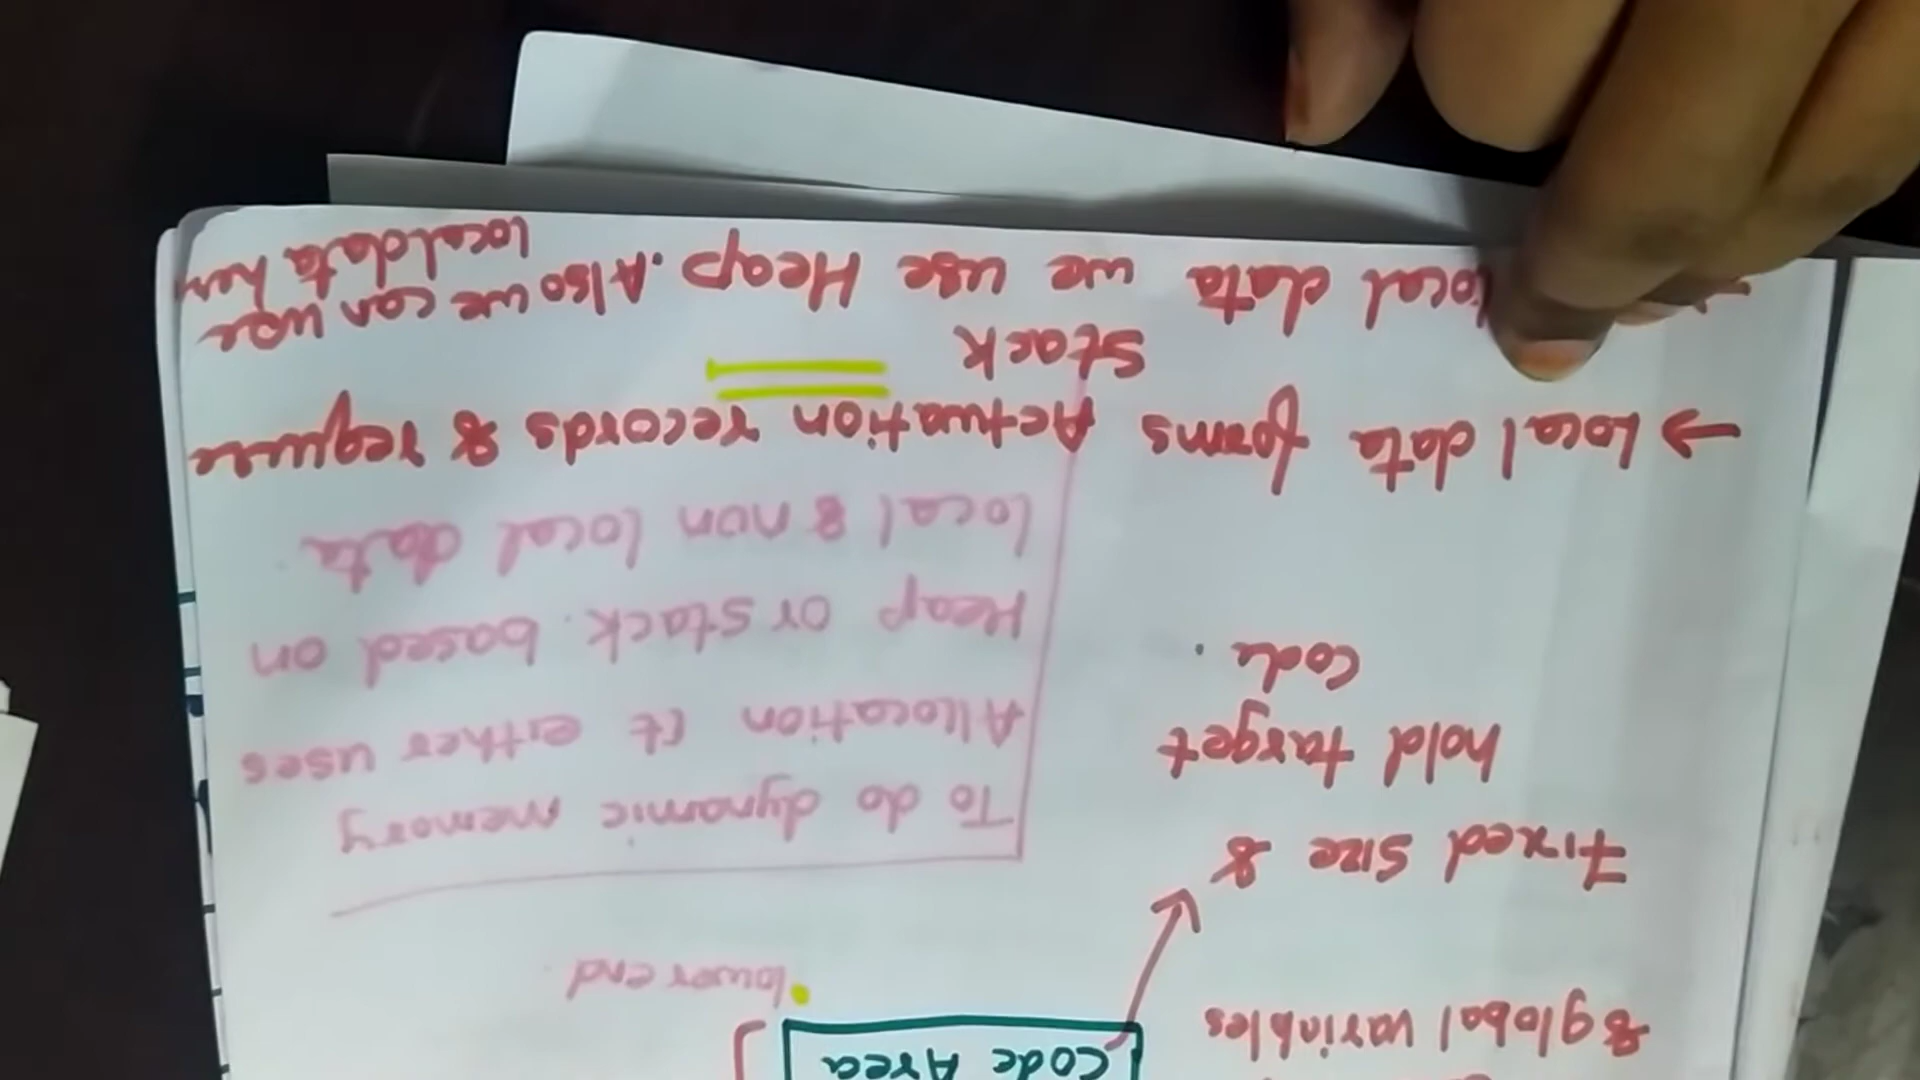 & global variables
Code Area
lower end
Fixed size &
hold target
code.
To do dynamic memory
Allocation it either uses
Heap or stack based on
local & non local data.
→ Local data forms Activation records & require
stack
local data we use Heap. Also we can use
local data here